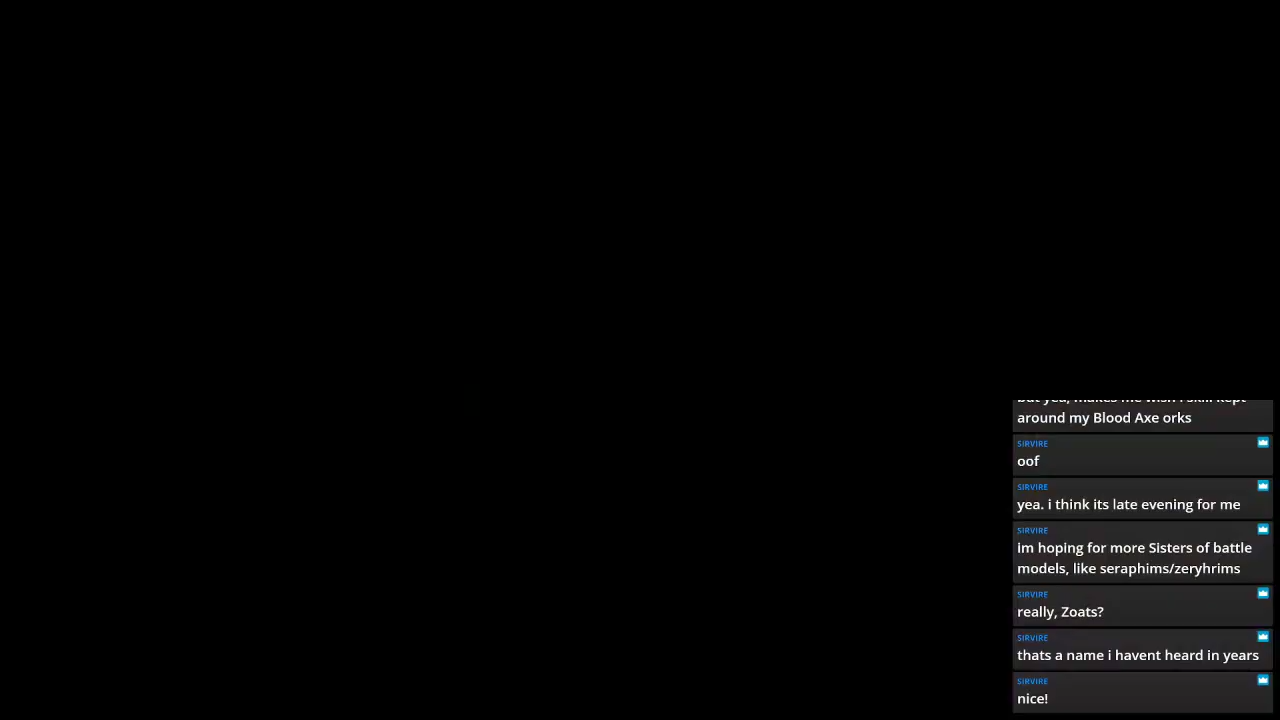 around my Blood Axe orks
SIRVIRE
oof
SIRVIRE
yea. i think its late evening for me
SIRVIRE
im hoping for more Sisters of battle
models, like seraphims/zeryhrims
SIRVIRE
really, Zoats?
SIRVIRE
thats a name i havent heard in years
SIRVIRE
nice!